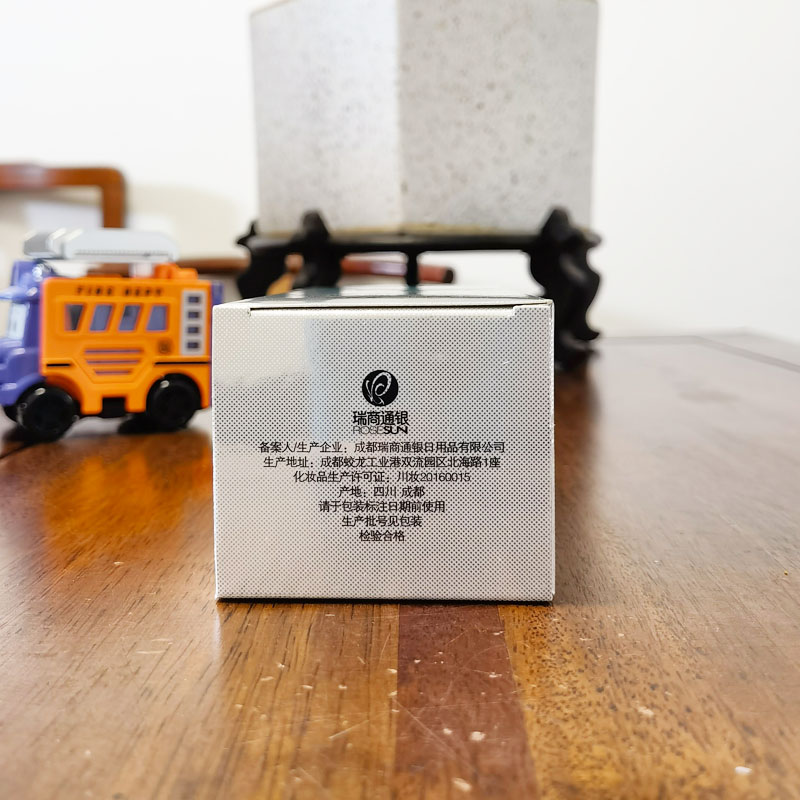 瑞商通银
ROSESUN
备案人/生产企业：成都瑞商通银日用品有限公司
生产地址：成都蛟龙工业港双流园区北海路1座
化妆品生产许可证：川妆20160015
产地：四川 成都
请于包装标注日期前使用
生产批号见包装
检验合格